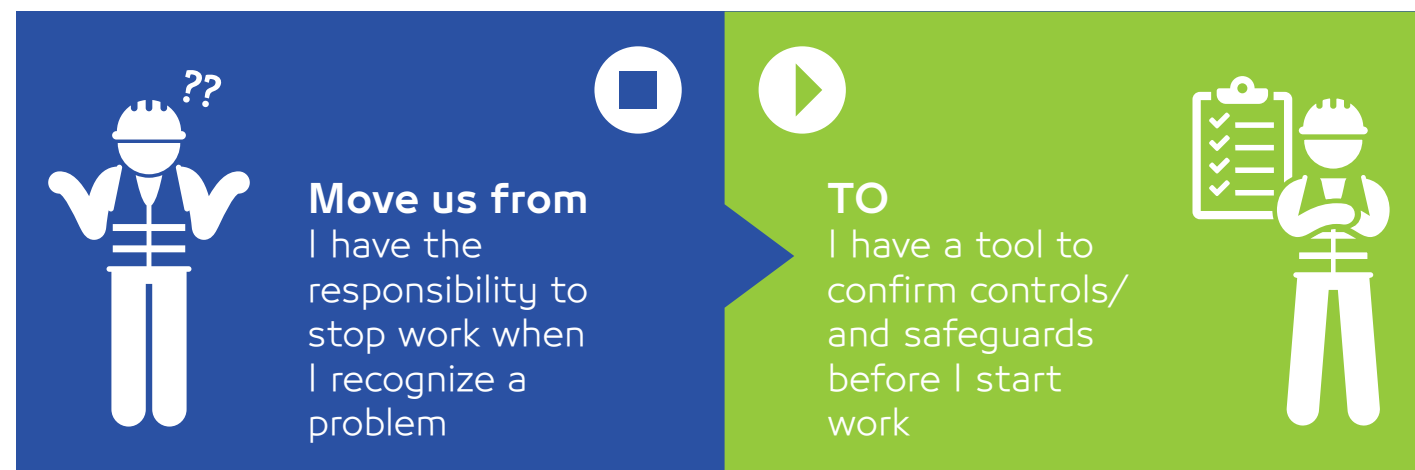 ??
Move us from
I have the
responsibility to
stop work when
I recognize a
problem
TO
I have a tool to
confirm controls/
and safeguards
before I start
work